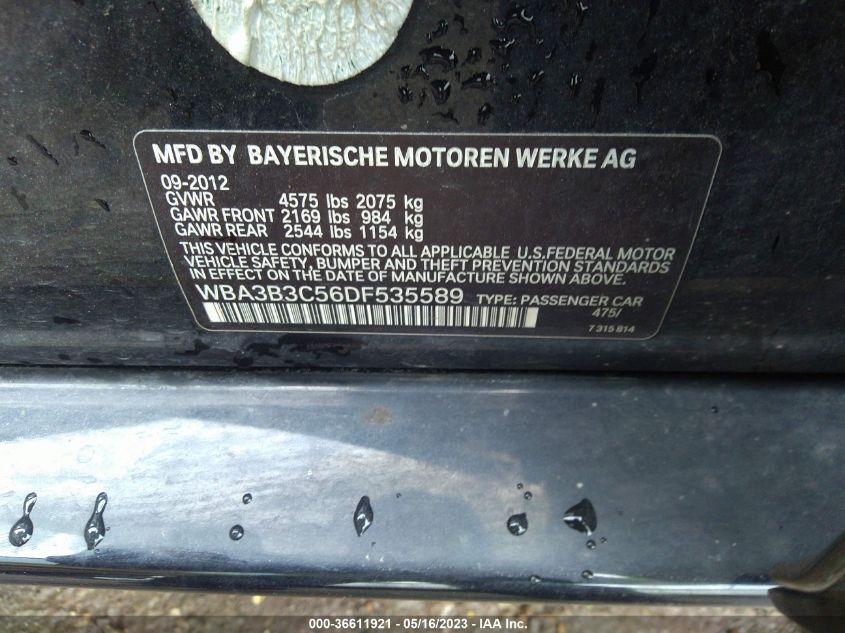 MFD BY BAYERISCHE MOTOREN WERKE AG
09-2012
GVWR 4575 lbs 2075 kg
GAWR FRONT 2169 lbs 984 kg
GAWR REAR 2544 lbs 1154 kg
THIS VEHICLE CONFORMS TO ALL APPLICABLE U.S.FEDERAL MOTOR
VEHICLE SAFETY, BUMPER AND THEFT PREVENTION STANDARDS
IN EFFECT ON THE DATE OF MANUFACTURE SHOWN ABOVE.
WBA3B3C56DF535589 TYPE: PASSENGER CAR
475/
7 315 814
000-36611921 - 05/16/2023 - IAA Inc.